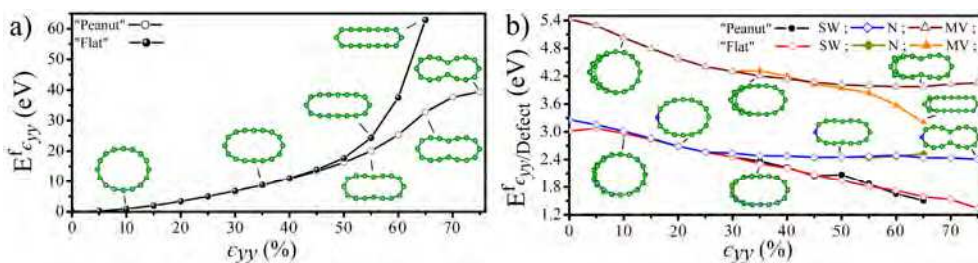 a)
"Peanut"
"Flat"
60
50
40
30
20
10
0
E^f_εyy (eV)
0 10 20 30 40 50 60 70
εyy (%)
b)
"Peanut" SW; N; MV;
"Flat" SW; N; MV;
5.4
4.8
4.2
3.6
3.0
2.4
1.8
1.2
E^f_εyy/Defect (eV)
0 10 20 30 40 50 60 70
εyy (%)